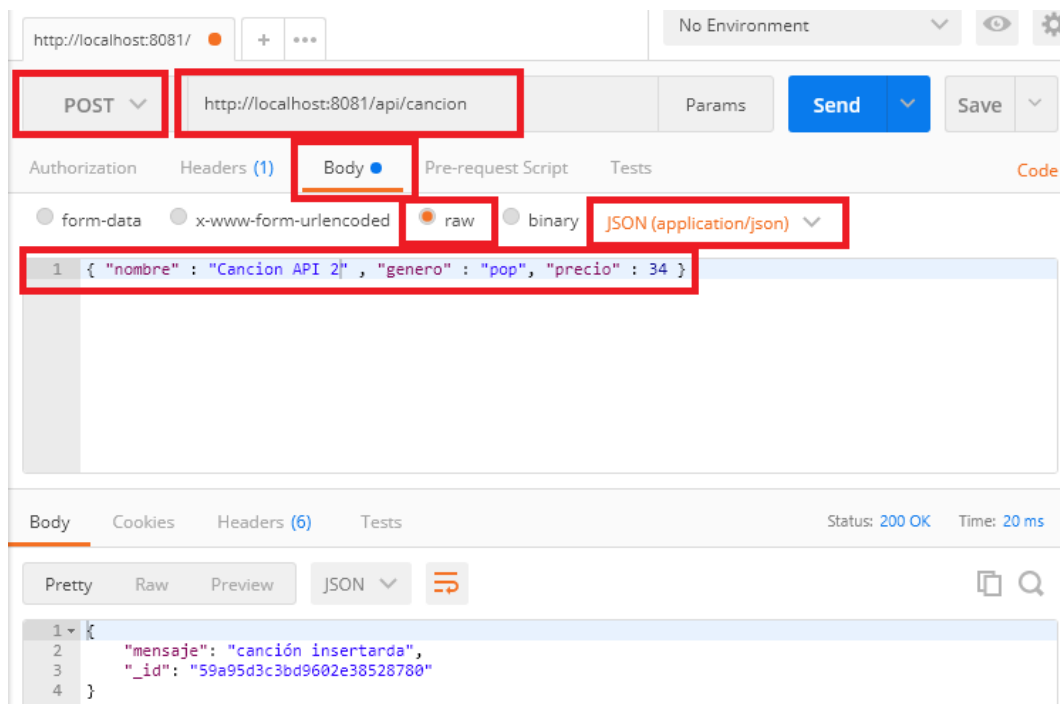 http://localhost:8081/
No Environment
POST http://localhost:8081/api/cancion Params Send Save
Authorization Headers (1) Body Pre-request Script Tests Code
form-data x-www-form-urlencoded raw binary JSON (application/json)
1 { "nombre" : "Cancion API 2" , "genero" : "pop", "precio" : 34 }
Body Cookies Headers (6) Tests Status: 200 OK Time: 20 ms
Pretty Raw Preview JSON
1 {
2 "mensaje": "canción insertarda",
3 "_id": "59a95d3c3bd9602e38528780"
4 }